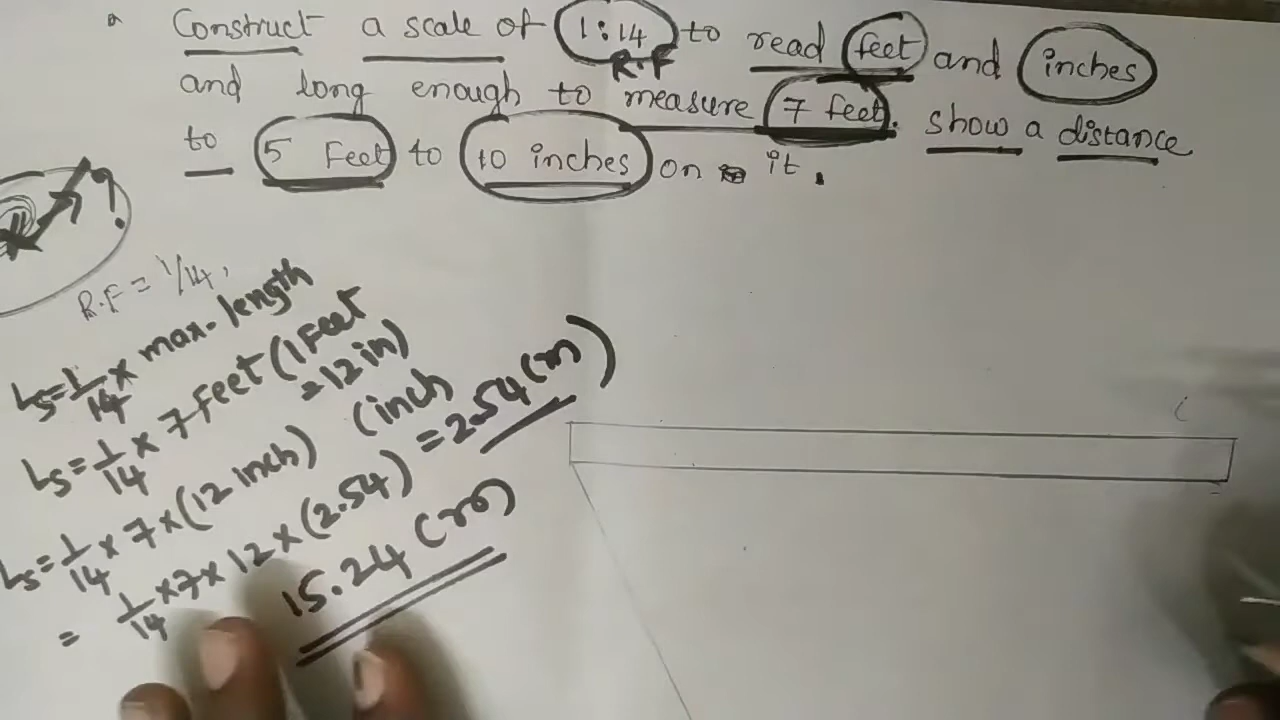 Construct a scale of 1:14 to read feet and inches
R.F
and long enough to measure 7 feet. show a distance
to 5 Feet to 10 inches on it.
R.F = 1/14,
Ls = 1/14 × max. length
Ls = 1/14 × 7 feet (1 Feet = 12 in)
Ls = 1/14 × 7 × (12 inch) (inch = 2.54 cm)
= 1/14 × 7 × 12 × (2.54)
15.24 (cm)